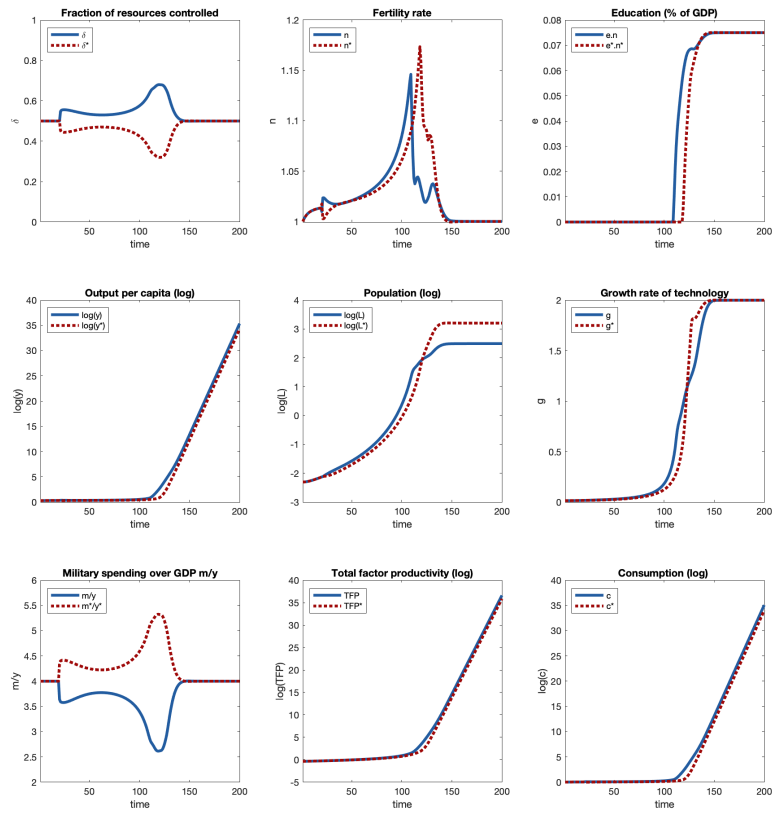 Fraction of resources controlled
1
0.8
0.6
0.4
0.2
0
δ
δ
δ*
50
100
150
200
time
Fertility rate
1.2
1.15
1.1
1.05
1
n
n
n*
50
100
150
200
time
Education (% of GDP)
0.08
0.07
0.06
0.05
0.04
0.03
0.02
0.01
0
e
e.n
e*.n*
50
100
150
200
time
Output per capita (log)
40
35
30
25
20
15
10
5
0
log(y)
log(y)
log(y*)
50
100
150
200
time
Population (log)
4
3
2
1
0
-1
-2
-3
log(L)
log(L)
log(L*)
50
100
150
200
time
Growth rate of technology
2
1.5
1
0.5
0
g
g
g*
50
100
150
200
time
Military spending over GDP m/y
6
5.5
5
4.5
4
3.5
3
2.5
2
m/y
m/y
m*/y*
50
100
150
200
time
Total factor productivity (log)
40
35
30
25
20
15
10
5
0
-5
log(TFP)
TFP
TFP*
50
100
150
200
time
Consumption (log)
40
35
30
25
20
15
10
5
0
log(c)
c
c*
50
100
150
200
time